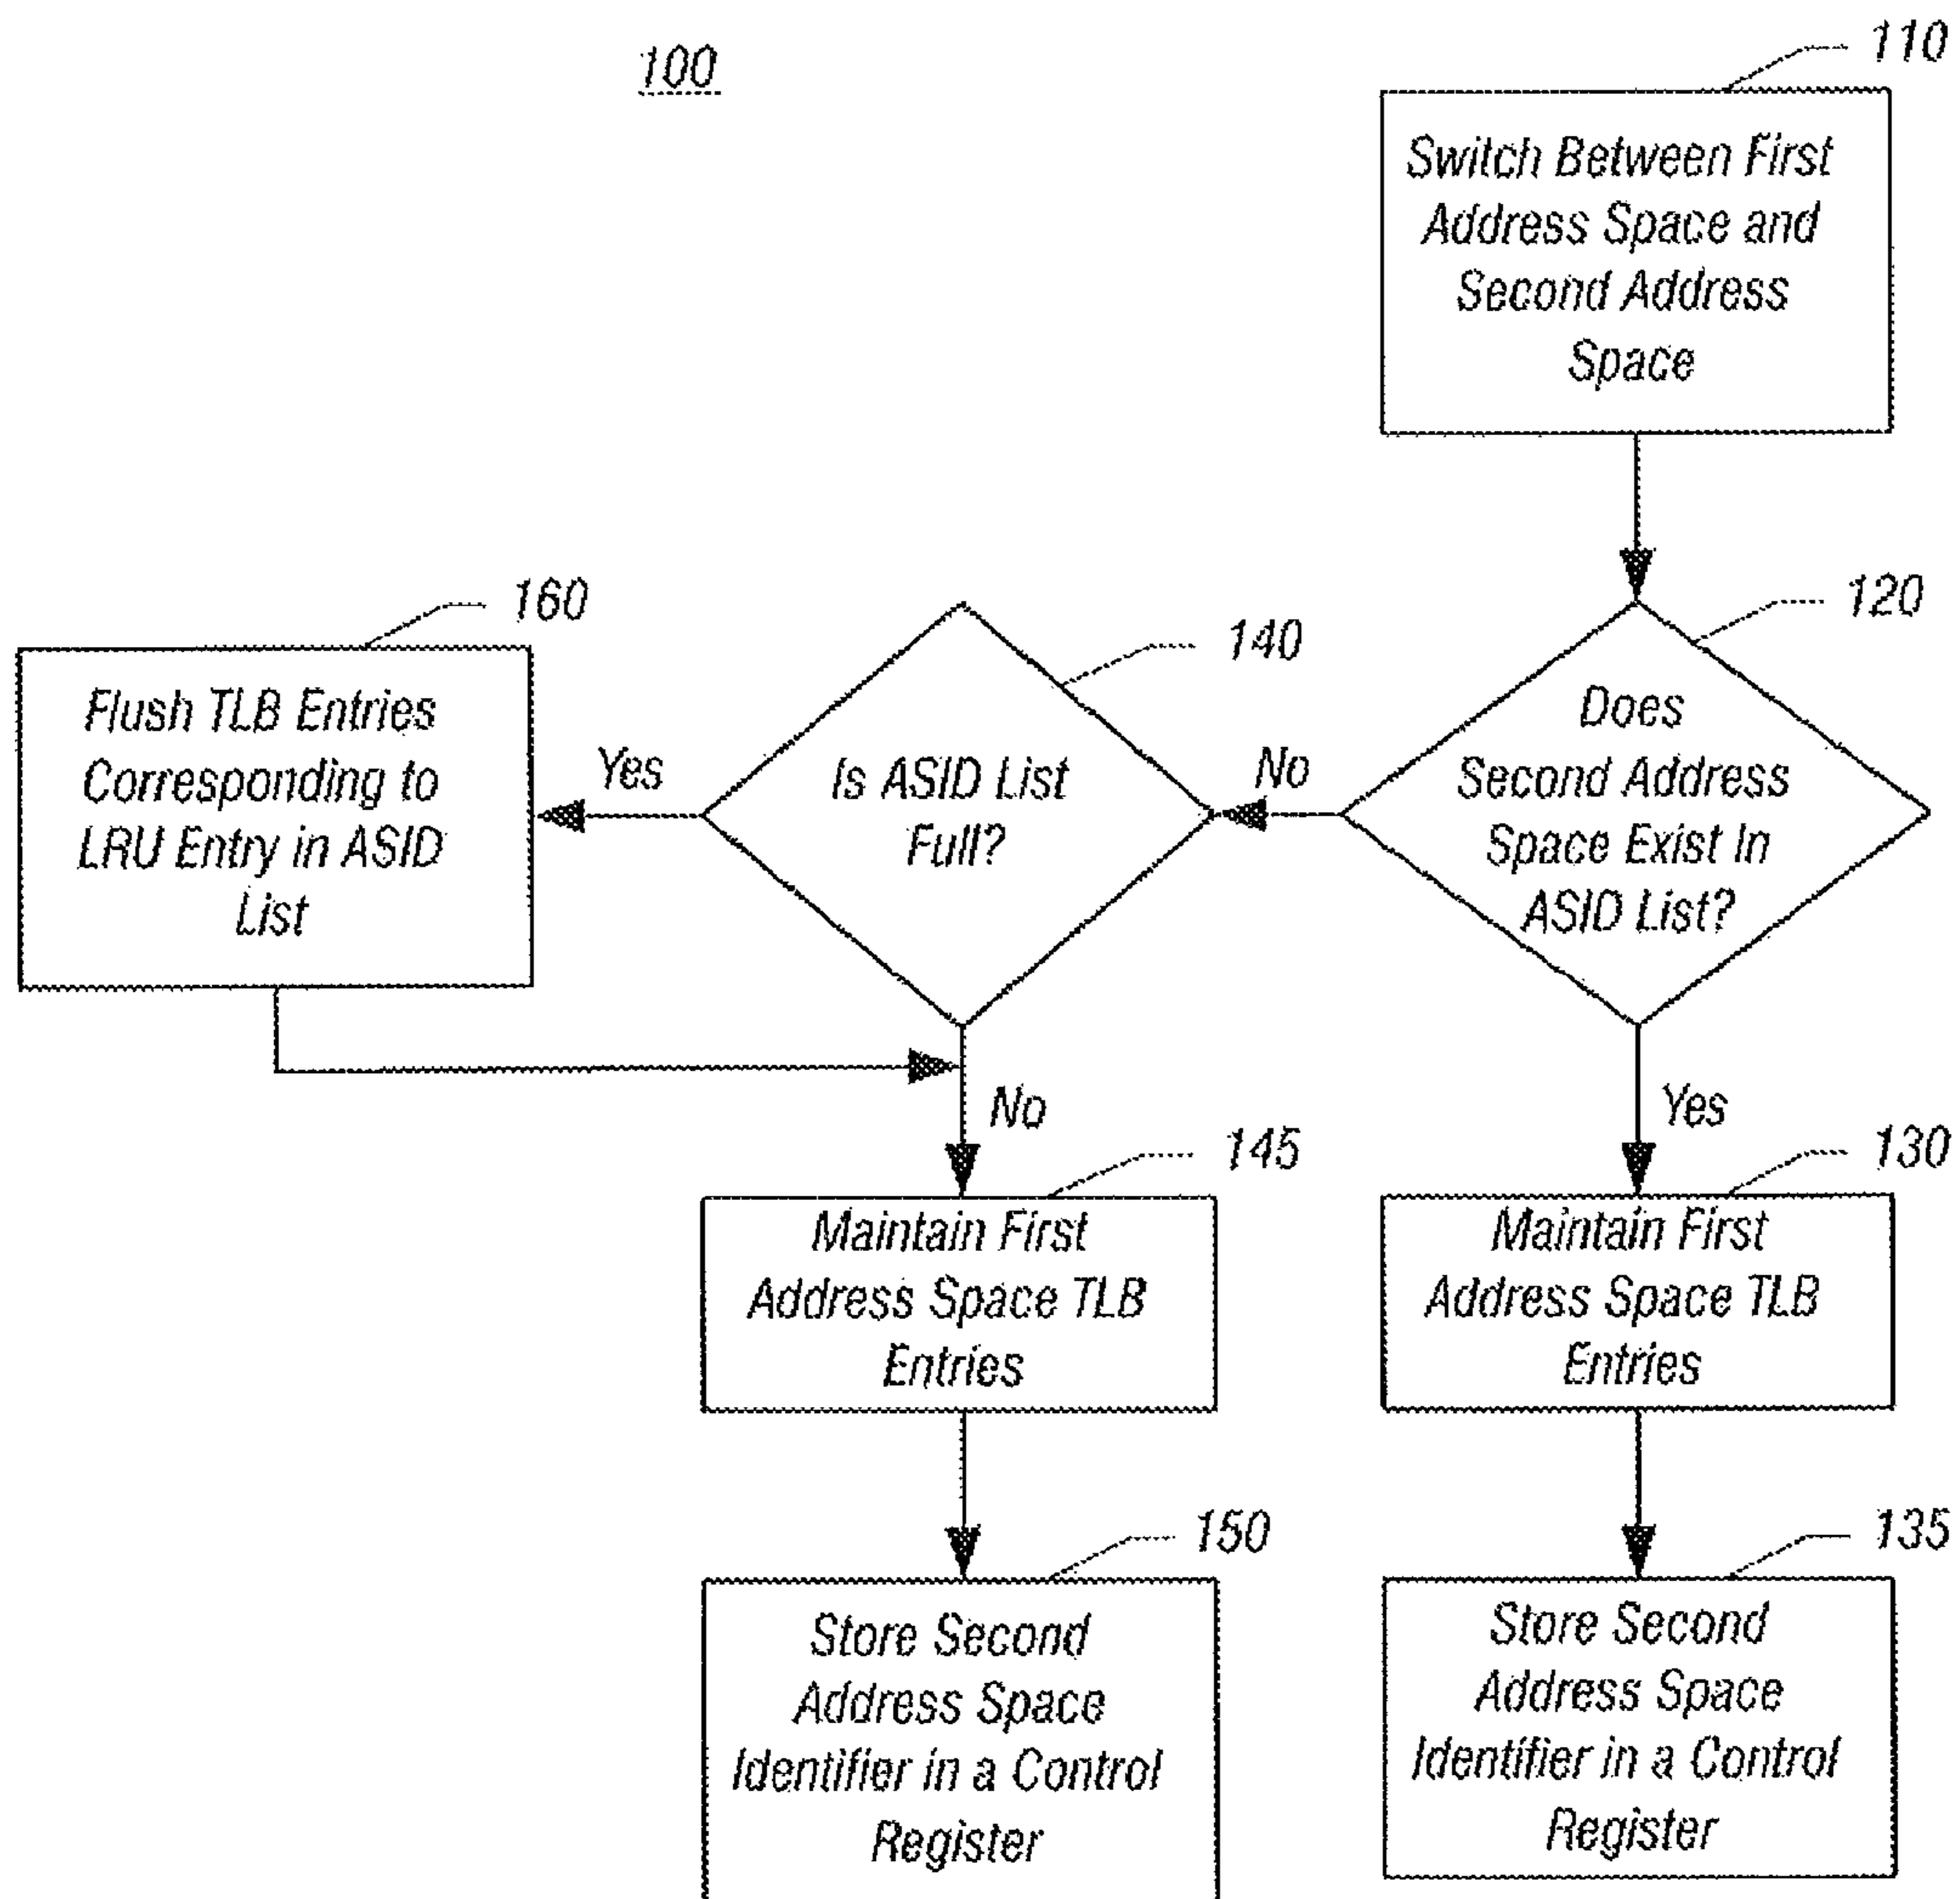 100
110
Switch Between First
Address Space and
Second Address
Space
120
Does
Second Address
Space Exist In
ASID List?
No
140
Is ASID List
Full?
Yes
160
Flush TLB Entries
Corresponding to
LRU Entry in ASID
List
No
Yes
145
Maintain First
Address Space TLB
Entries
130
Maintain First
Address Space TLB
Entries
150
Store Second
Address Space
Identifier in a Control
Register
135
Store Second
Address Space
Identifier in a Control
Register